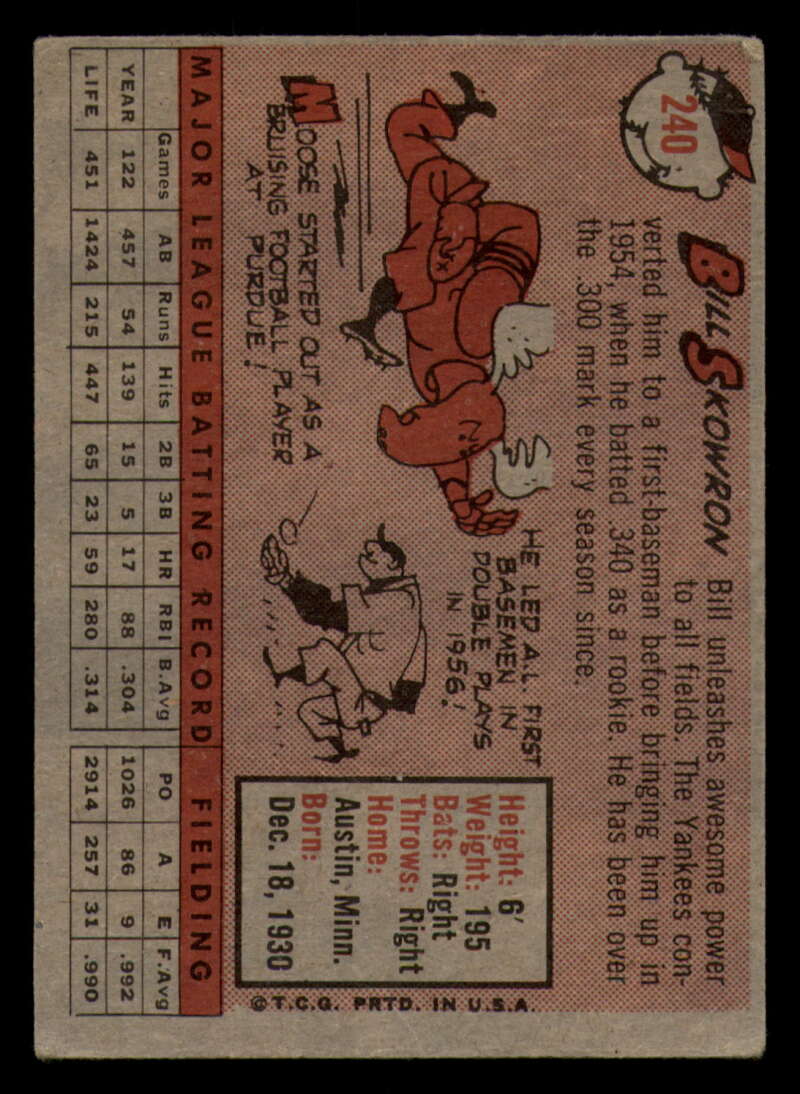 240
BILL SKOWRON
Bill unleashes awesome power
to all fields. The Yankees con-
verted him to a first-baseman before bringing him up in
1954, when he batted .340 as a rookie. He has been over
the .300 mark every season since.
MOOSE STARTED OUT AS A
BRUISING FOOTBALL PLAYER
AT PURDUE!
HE LED A.L. FIRST
BASEMEN IN
DOUBLE PLAYS
IN 1956!
Height: 6'
Weight: 195
Bats: Right
Throws: Right
Home:
Austin, Minn.
Born:
Dec. 18, 1930
© T.C.G. PRTD. IN U.S.A.
MAJOR LEAGUE BATTING RECORD FIELDING
Games AB Runs Hits 2B 3B HR RBI B.Avg PO A E F.Avg
YEAR 122 457 54 139 15 5 17 88 .304 1026 86 9 .992
LIFE 451 1424 215 447 65 23 59 280 .314 2914 257 31 .990